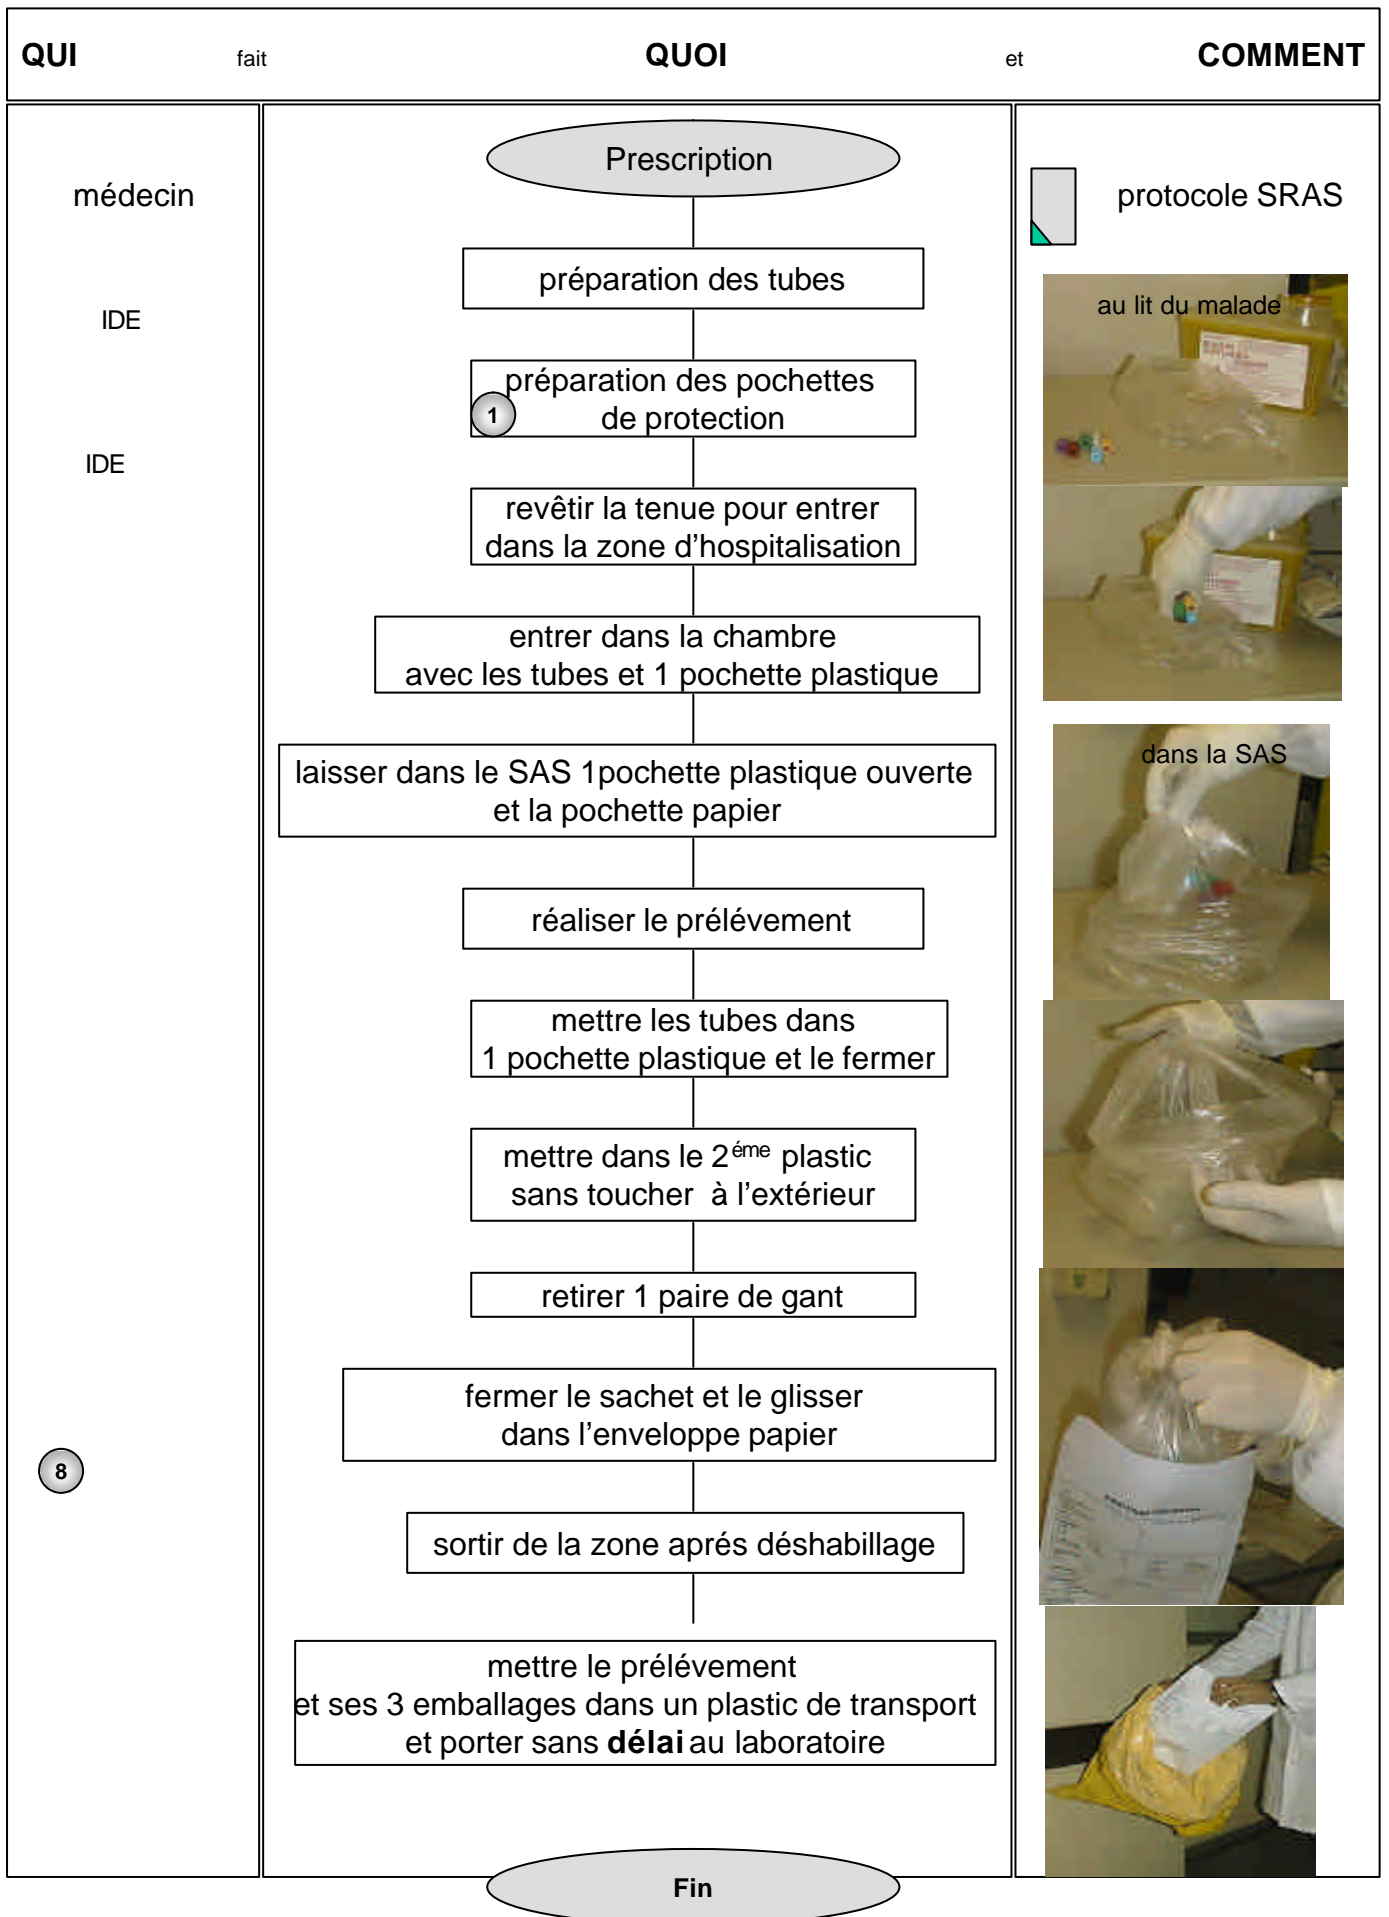 QUI fait QUOI et COMMENT
Prescription
médecin
protocole SRAS
préparation des tubes
au lit du malade
IDE
préparation des pochettes
1
de protection
IDE
revêtir la tenue pour entrer
dans la zone d'hospitalisation
entrer dans la chambre
avec les tubes et 1 pochette plastique
laisser dans le SAS 1pochette plastique ouverte
et la pochette papier
dans la SAS
réaliser le prélévement
mettre les tubes dans
1 pochette plastique et le fermer
mettre dans le 2éme plastic
sans toucher à l'extérieur
retirer 1 paire de gant
fermer le sachet et le glisser
dans l'enveloppe papier
8
sortir de la zone aprés déshabillage
mettre le prélévement
et ses 3 emballages dans un plastic de transport
et porter sans délai au laboratoire
Fin